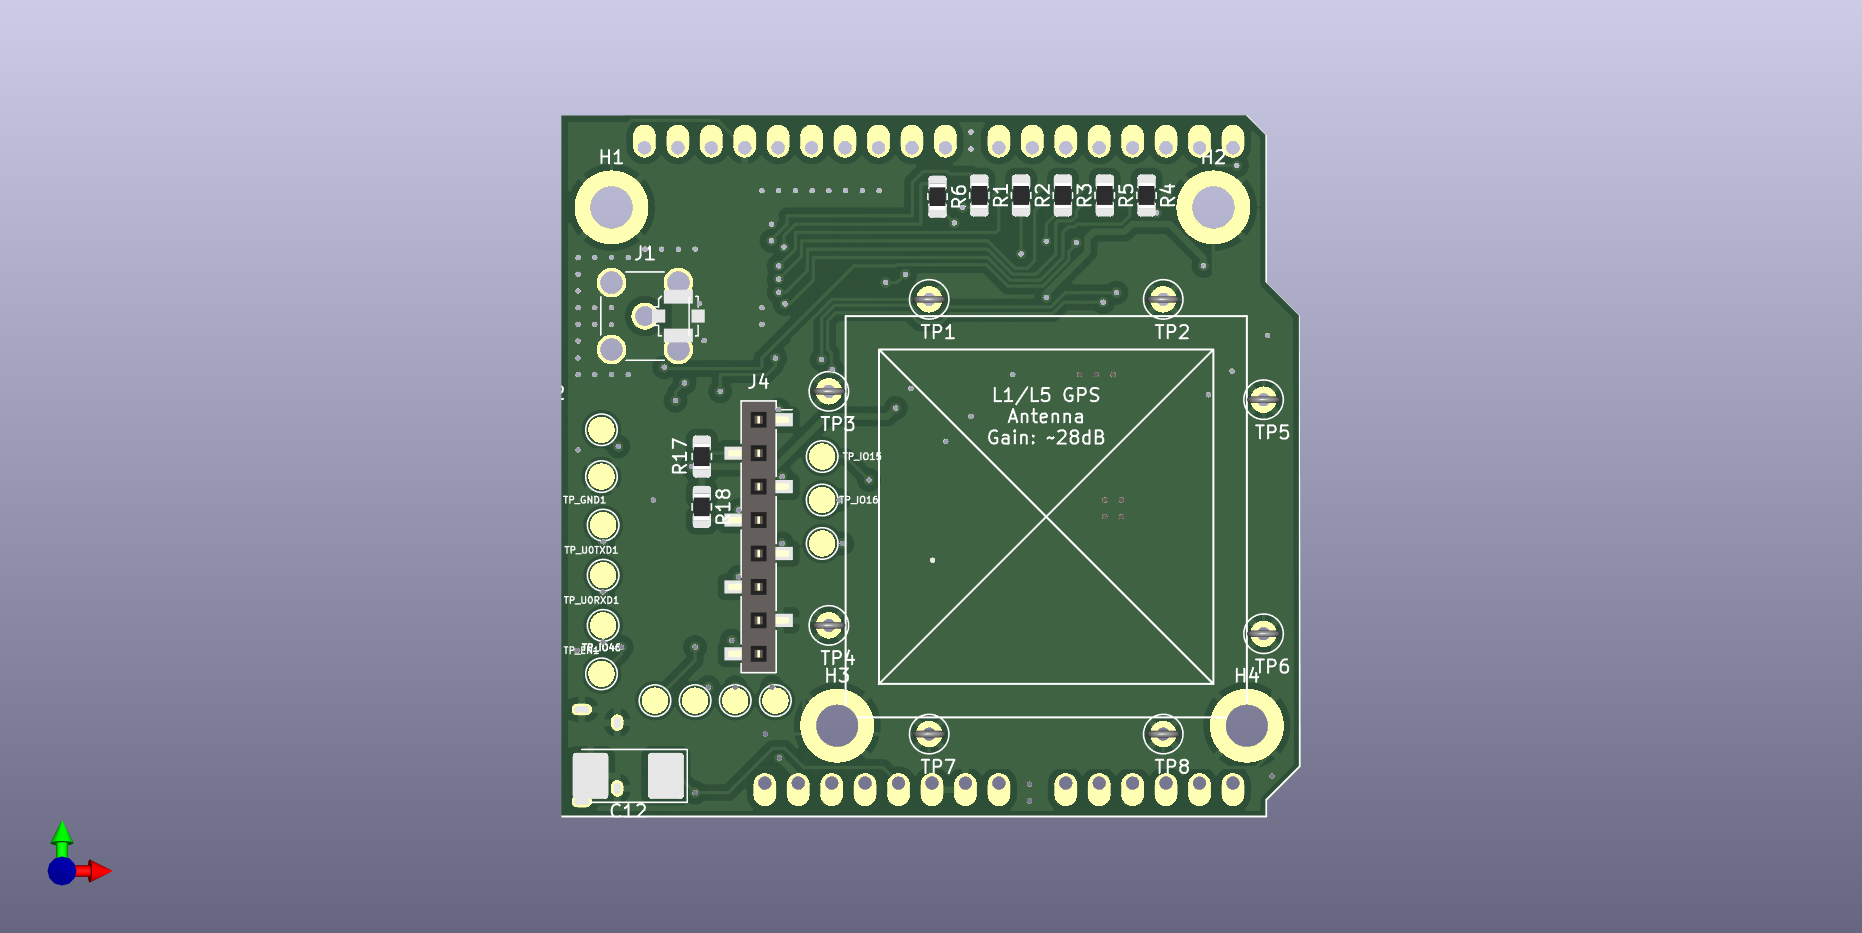 H1
H2
R6
R1
R2
R3
R5
R4
J1
TP1
TP2
J4
L1/L5 GPS
Antenna
Gain: ~28dB
TP3
TP5
R17
TP_IO15
R18
TP_GND1
TP_IO16
TP_U0TXD1
TP_U0RXD1
TP_EN1
TP_IO46
TP4
TP6
H3
H4
TP7
TP8
C12